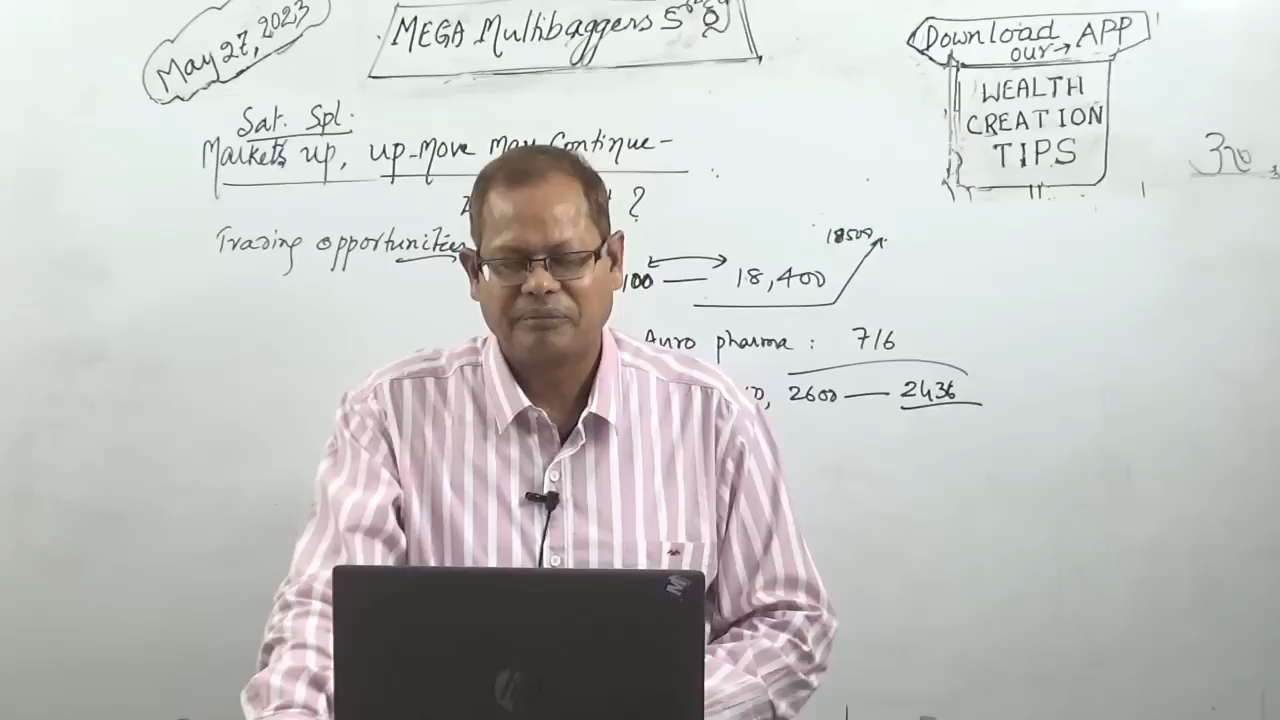 May 27, 2023
MEGA Multibaggers
Download
our → APP
WEALTH
CREATION
TIPS
Sat. Spl.
Markets up, up-Move may Continue -
?
Trading opportunities
100 — 18,400
18500
Auro pharma : 716
2600 — 2436